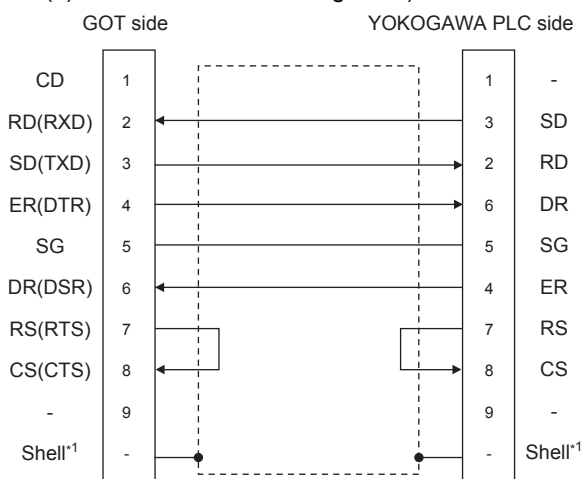 GOT side YOKOGAWA PLC side
CD 1 1 -
RD(RXD) 2 3 SD
SD(TXD) 3 2 RD
ER(DTR) 4 6 DR
SG 5 5 SG
DR(DSR) 6 4 ER
RS(RTS) 7 7 RS
CS(CTS) 8 8 CS
- 9 9 -
Shell*1 - - Shell*1